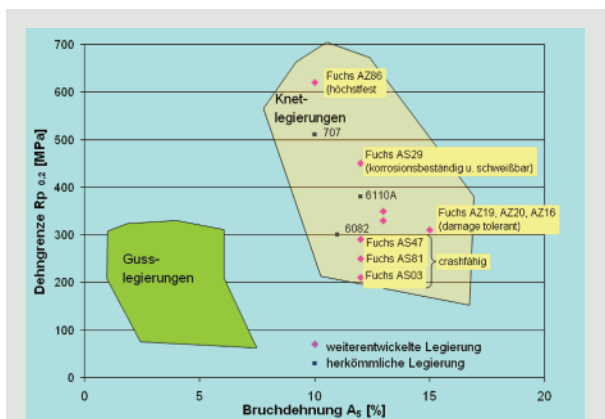 Dehngrenze Rp 0,2 [MPa]
700
600
500
400
300
200
100
0
Knet-
legierungen
Guss-
legierungen
Fuchs AZ86
(höchstfest
707
Fuchs AS29
(korrosionsbeständig u. schweißbar)
6110A
Fuchs AZ19, AZ20, AZ16
(damage tolerant)
6082
Fuchs AS47
Fuchs AS81
Fuchs AS03
crashfähig
weiterentwickelte Legierung
herkömmliche Legierung
0
5
10
15
20
Bruchdehnung A5 [%]